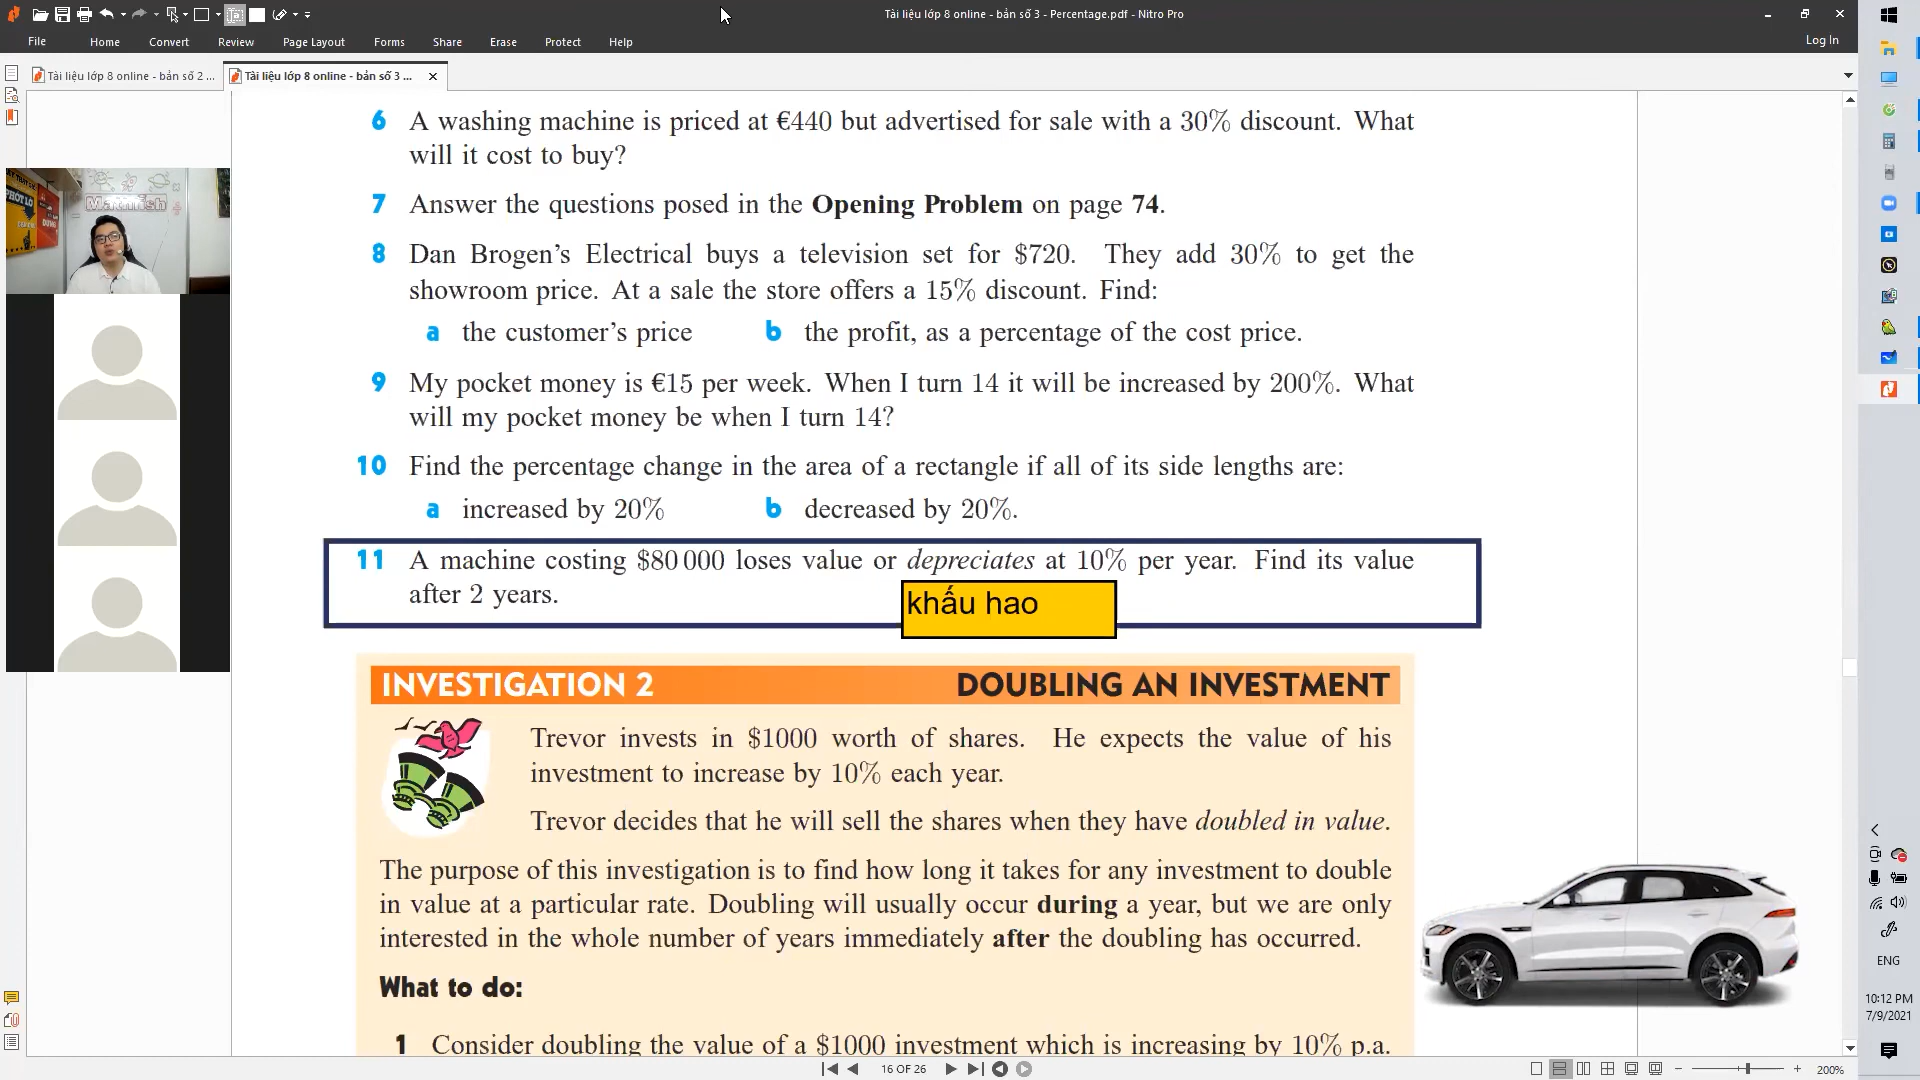 Tài liệu lớp 8 online - bản số 3 - Percentage.pdf - Nitro Pro
File
Home
Convert
Review
Page Layout
Forms
Share
Erase
Protect
Help
Log In
Tài liệu lớp 8 online - bản số 2 ...
Tài liệu lớp 8 online - bản số 3 ...
6 A washing machine is priced at €440 but advertised for sale with a 30% discount. What
will it cost to buy?
7 Answer the questions posed in the Opening Problem on page 74.
8 Dan Brogen's Electrical buys a television set for $720. They add 30% to get the
showroom price. At a sale the store offers a 15% discount. Find:
a the customer's price b the profit, as a percentage of the cost price.
9 My pocket money is €15 per week. When I turn 14 it will be increased by 200%. What
will my pocket money be when I turn 14?
10 Find the percentage change in the area of a rectangle if all of its side lengths are:
a increased by 20% b decreased by 20%.
11 A machine costing $80 000 loses value or depreciates at 10% per year. Find its value
after 2 years.
khấu hao
INVESTIGATION 2 DOUBLING AN INVESTMENT
Trevor invests in $1000 worth of shares. He expects the value of his
investment to increase by 10% each year.
Trevor decides that he will sell the shares when they have doubled in value.
The purpose of this investigation is to find how long it takes for any investment to double
in value at a particular rate. Doubling will usually occur during a year, but we are only
interested in the whole number of years immediately after the doubling has occurred.
What to do:
1 Consider doubling the value of a $1000 investment which is increasing by 10% p.a.
16 OF 26
200%
ENG
10:12 PM
7/9/2021